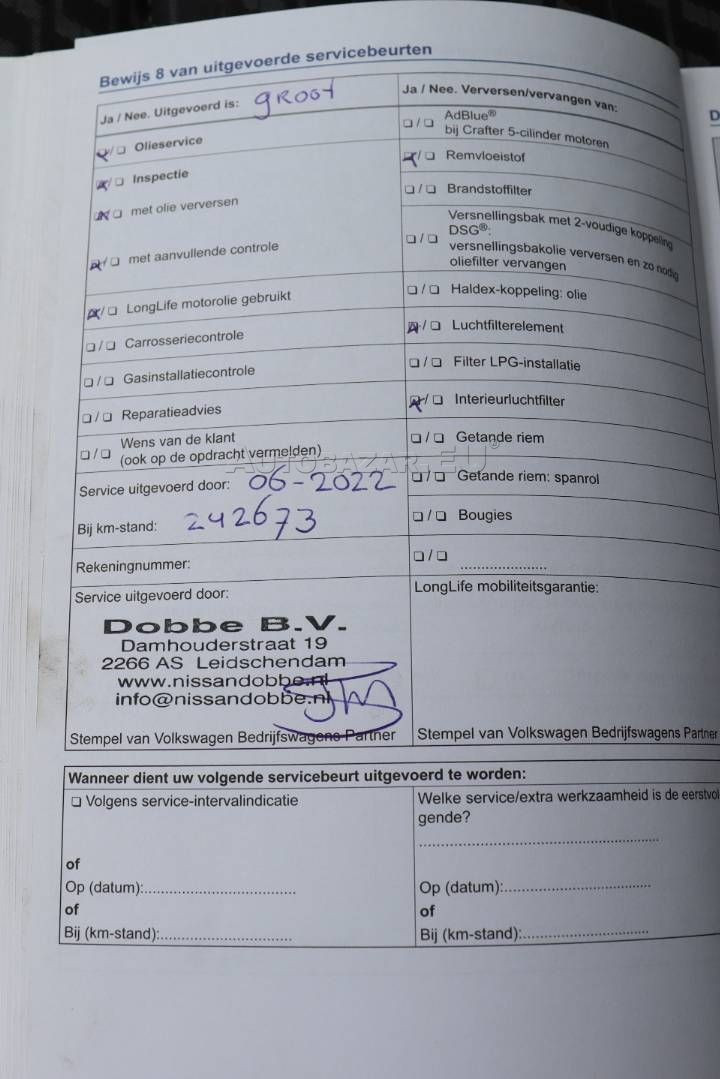 Bewijs 8 van uitgevoerde servicebeurten
Ja / Nee. Uitgevoerd is: groot
☒/❏ Olieservice
☒/❏ Inspectie
☒/❏ met olie verversen
☒/❏ met aanvullende controle
☒/❏ LongLife motorolie gebruikt
❏/❏ Carrosseriecontrole
❏/❏ Gasinstallatiecontrole
❏/❏ Reparatieadvies
❏/❏ Wens van de klant
(ook op de opdracht vermelden)
Service uitgevoerd door: 06-2022
Bij km-stand: 242673
Rekeningnummer:
Service uitgevoerd door:
Dobbe B.V.
Damhouderstraat 19
2266 AS Leidschendam
www.nissandobbe.nl
info@nissandobbe.nl
Stempel van Volkswagen Bedrijfswagens Partner
Ja / Nee. Verversen/vervangen van:
❏/❏ AdBlue®
bij Crafter 5-cilinder motoren
☒/❏ Remvloeistof
❏/❏ Brandstoffilter
❏/❏ Versnellingsbak met 2-voudige koppeling
DSG®:
versnellingsbakolie verversen en zo nodig
oliefilter vervangen
❏/❏ Haldex-koppeling: olie
☒/❏ Luchtfilterelement
❏/❏ Filter LPG-installatie
☒/❏ Interieurluchtfilter
❏/❏ Getande riem
❏/❏ Getande riem: spanrol
❏/❏ Bougies
❏/❏ ......................
LongLife mobiliteitsgarantie:
Stempel van Volkswagen Bedrijfswagens Partner
AUTOBAZAR.EU®
Wanneer dient uw volgende servicebeurt uitgevoerd te worden:
❏ Volgens service-intervalindicatie
of
Op (datum):..................................
of
Bij (km-stand):.............................
Welke service/extra werkzaamheid is de eerstvol
gende?
......................................................
Op (datum):.................................
of
Bij (km-stand):.............................
D